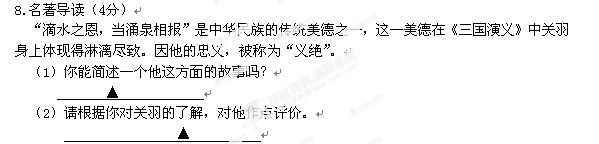 8.名著导读（4分）
“滴水之恩，当涌泉相报”是中华民族的传统美德之一，这一美德在《三国演义》中关羽
身上体现得淋漓尽致。因他的忠义，被称为“义绝”。
（1）你能简述一个他这方面的故事吗？
▲
（2）请根据你对关羽的了解，对他作点评价。
▲